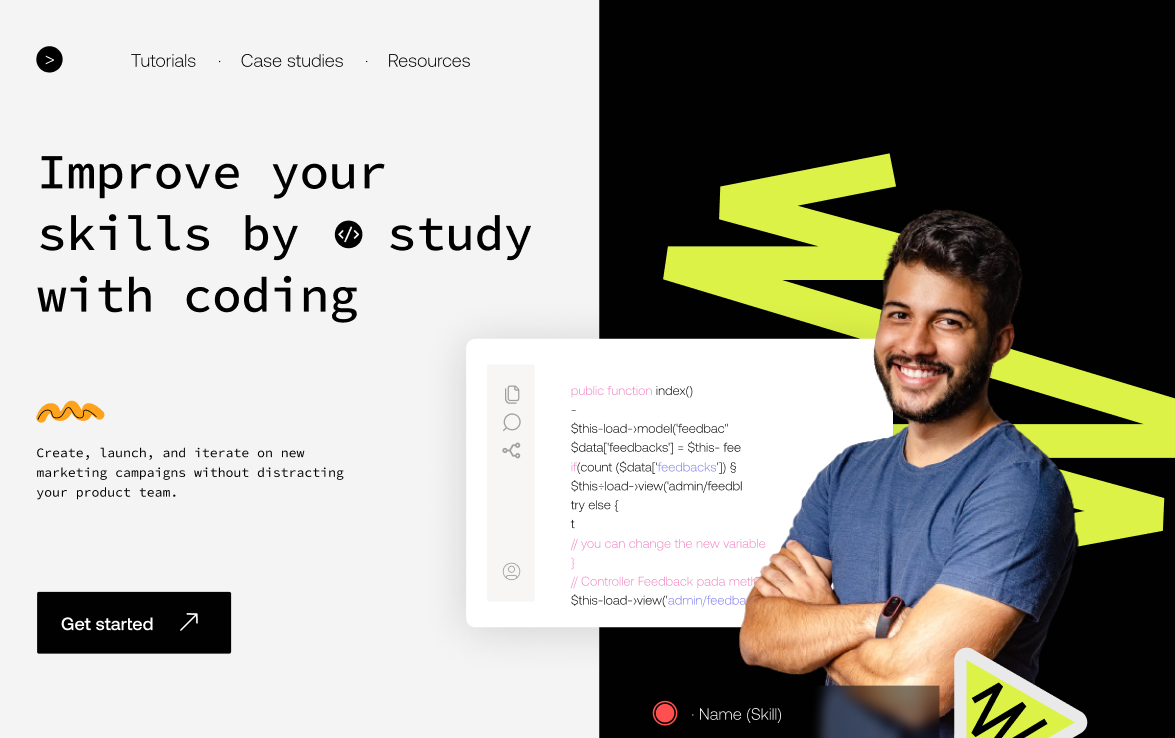 >
Tutorials · Case studies · Resources
Improve your
skills by </> study
with coding
Create, launch, and iterate on new
marketing campaigns without distracting
your product team.
Get started
public function index()
-
$this-load->model('feedbac"
$data['feedbacks'] = $this- fee
if(count ($data['feedbacks']) §
$this÷load->view('admin/feedbl
try else {
t
// you can change the new variable
}
// Controller Feedback pada meth
$this-load->view('admin/feedba
· Name (Skill)
W